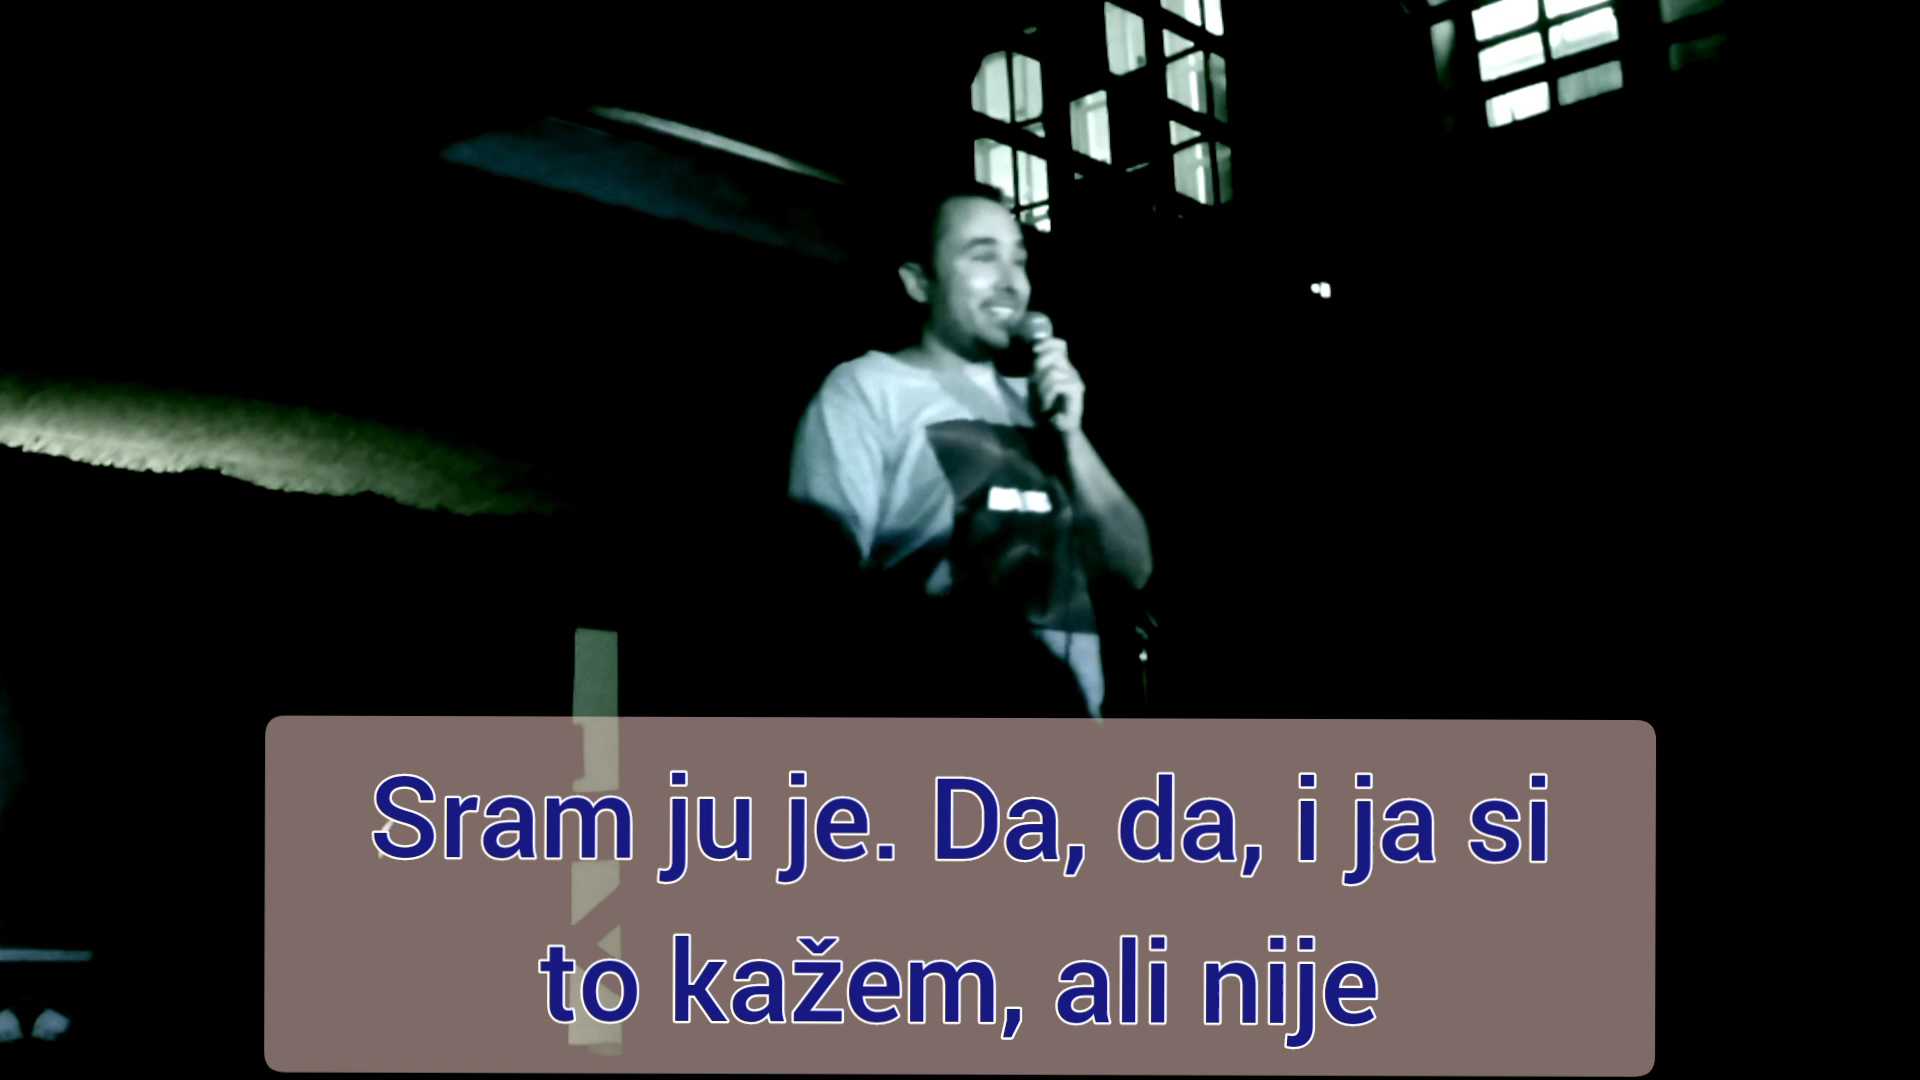 Sram ju je. Da, da, i ja si
to kažem, ali nije